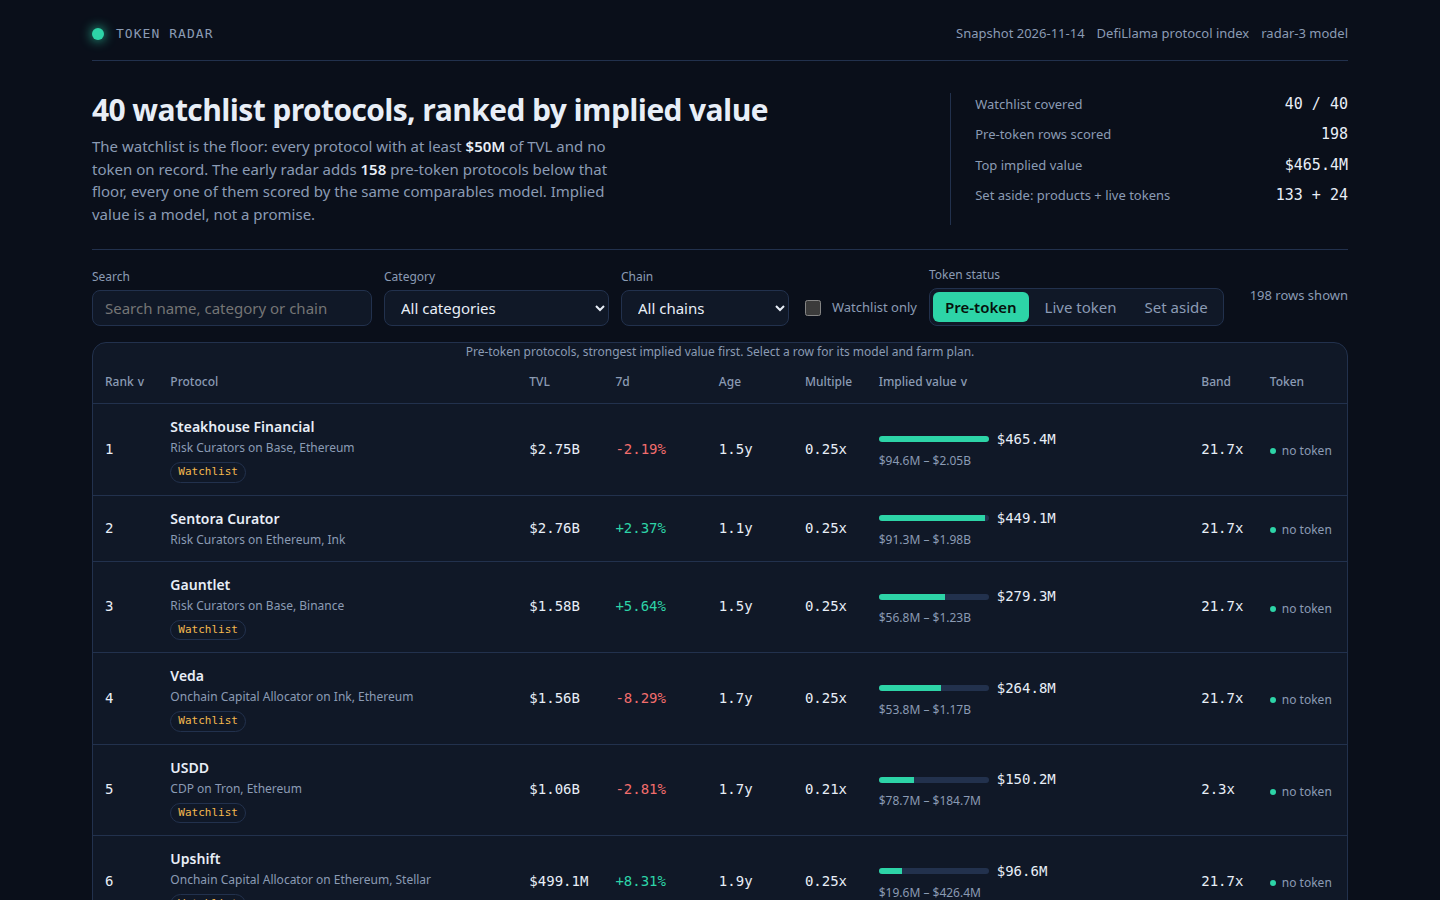 TOKEN RADAR
Snapshot 2026-11-14 DefiLlama protocol index radar-3 model
40 watchlist protocols, ranked by implied value
The watchlist is the floor: every protocol with at least $50M of TVL and no
token on record. The early radar adds 158 pre-token protocols below that
floor, every one of them scored by the same comparables model. Implied
value is a model, not a promise.
Watchlist covered 40 / 40
Pre-token rows scored 198
Top implied value $465.4M
Set aside: products + live tokens 133 + 24
Search Category Chain Token status
Search name, category or chain All categories All chains Watchlist only Pre-token Live token Set aside 198 rows shown
Pre-token protocols, strongest implied value first. Select a row for its model and farm plan.
Rank v Protocol TVL 7d Age Multiple Implied value v Band Token
Steakhouse Financial
1 Risk Curators on Base, Ethereum $2.75B -2.19% 1.5y 0.25x $465.4M 21.7x no token
Watchlist $94.6M – $2.05B
Sentora Curator
2 Risk Curators on Ethereum, Ink $2.76B +2.37% 1.1y 0.25x $449.1M 21.7x no token
$91.3M – $1.98B
Gauntlet
3 Risk Curators on Base, Binance $1.58B +5.64% 1.5y 0.25x $279.3M 21.7x no token
Watchlist $56.8M – $1.23B
Veda
4 Onchain Capital Allocator on Ink, Ethereum $1.56B -8.29% 1.7y 0.25x $264.8M 21.7x no token
Watchlist $53.8M – $1.17B
USDD
5 CDP on Tron, Ethereum $1.06B -2.81% 1.7y 0.21x $150.2M 2.3x no token
Watchlist $78.7M – $184.7M
Upshift
6 Onchain Capital Allocator on Ethereum, Stellar $499.1M +8.31% 1.9y 0.25x $96.6M 21.7x no token
$19.6M – $426.4M